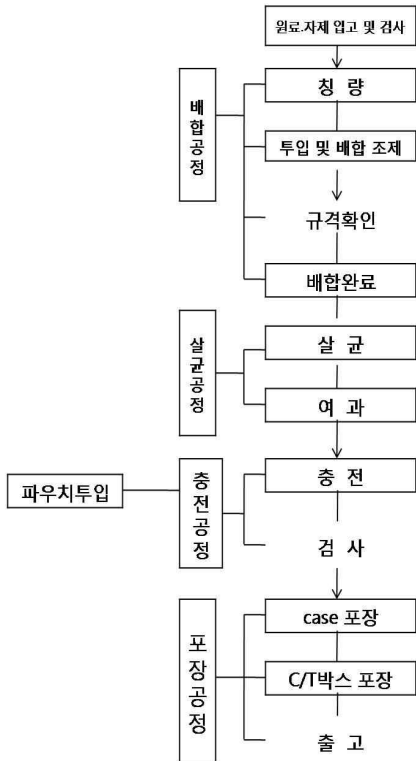 원료.자제 입고 및 검사
배합공정
칭 량
투입 및 배합 조제
규격확인
배합완료
살균공정
살 균
여 과
파우치투입
충전공정
충 전
검 사
포장공정
case 포장
C/T박스 포장
출 고